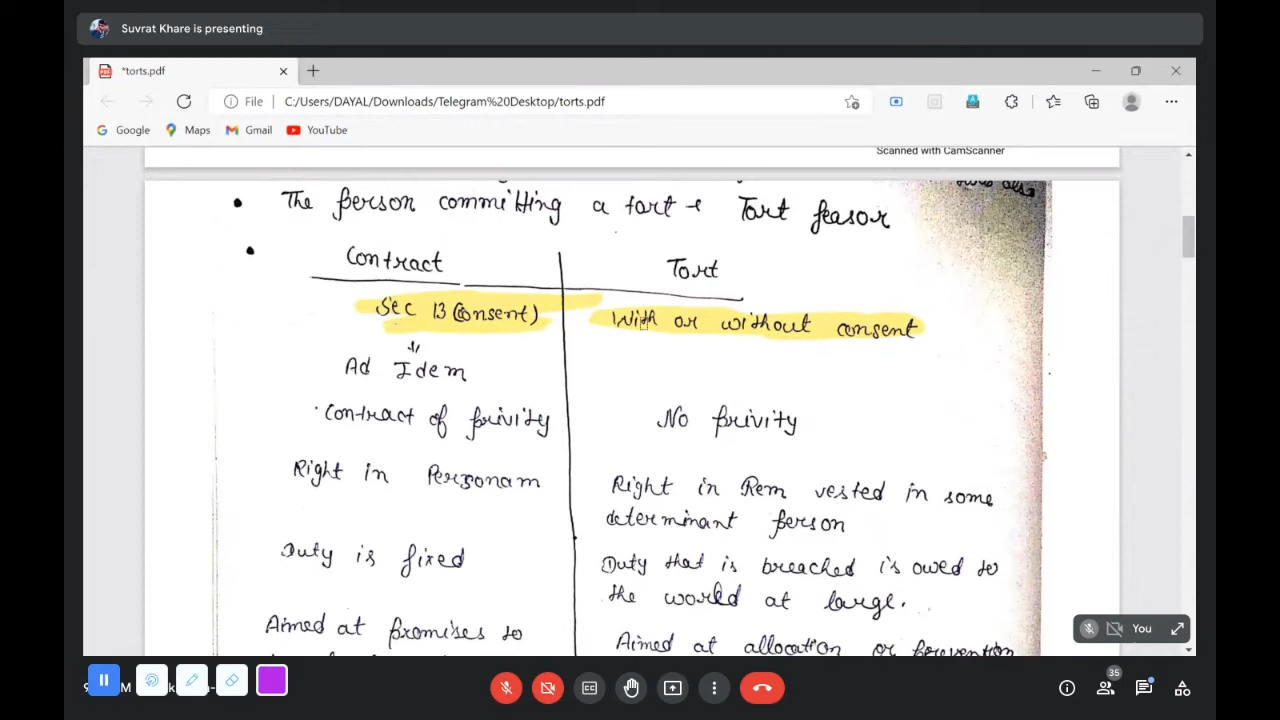 Suvrat Khare is presenting
*torts.pdf
File C:/Users/DAYAL/Downloads/Telegram%20Desktop/torts.pdf
Google Maps Gmail YouTube
Scanned with CamScanner
The person committing a tort Tort feasor
Contract Tort
Sec 13 (Consent) With or without consent
Ad Idem
Contract of privity No privity
Right in Personam Right in Rem vested in some
determinant person
Duty is fixed Duty that is breached is owed to
the world at large.
Aimed at promises to Aimed at allocation or prevention
You
35